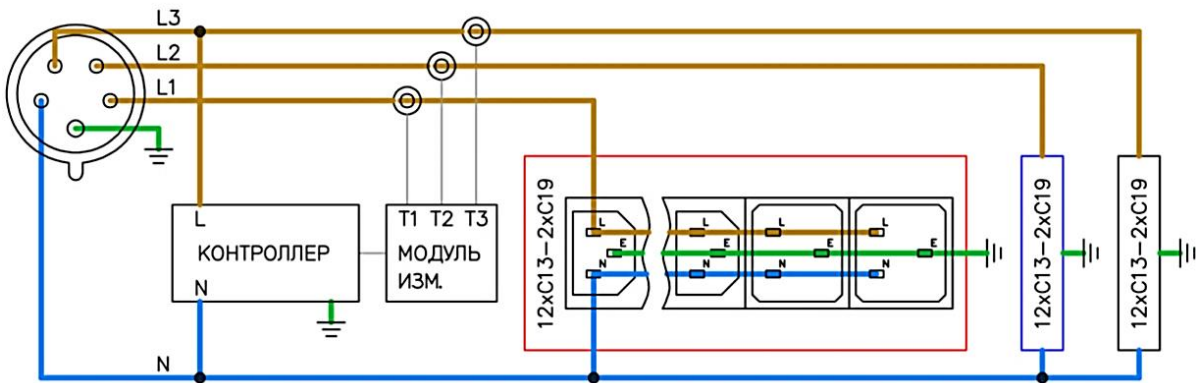 L3
L2
L1
L
КОНТРОЛЛЕР
N
T1 T2 T3
МОДУЛЬ
ИЗМ.
12xC13-2xC19
L
E
N
L
E
N
L
E
N
L
E
N
12xC13-2xC19
12xC13-2xC19
N